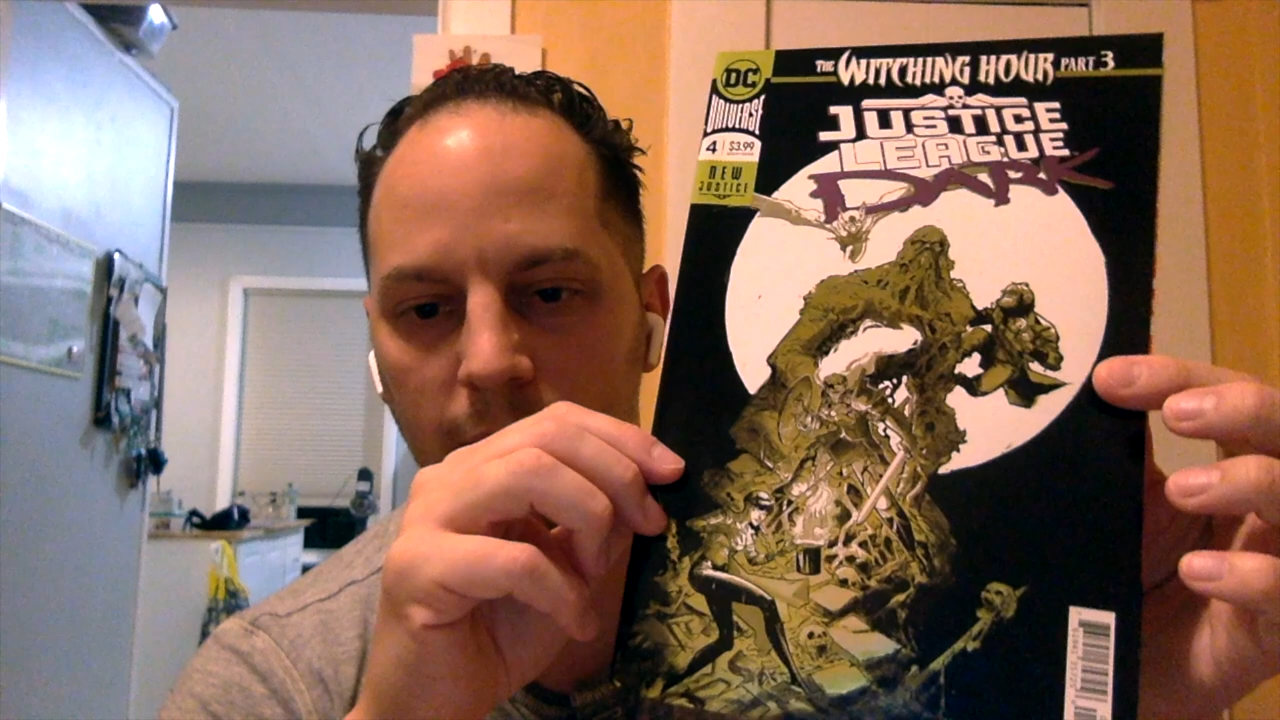 THE WITCHING HOUR PART 3
DC
UNIVERSE
4 $3.99
NEW
JUSTICE
JUSTICE
LEAGUE
DARK